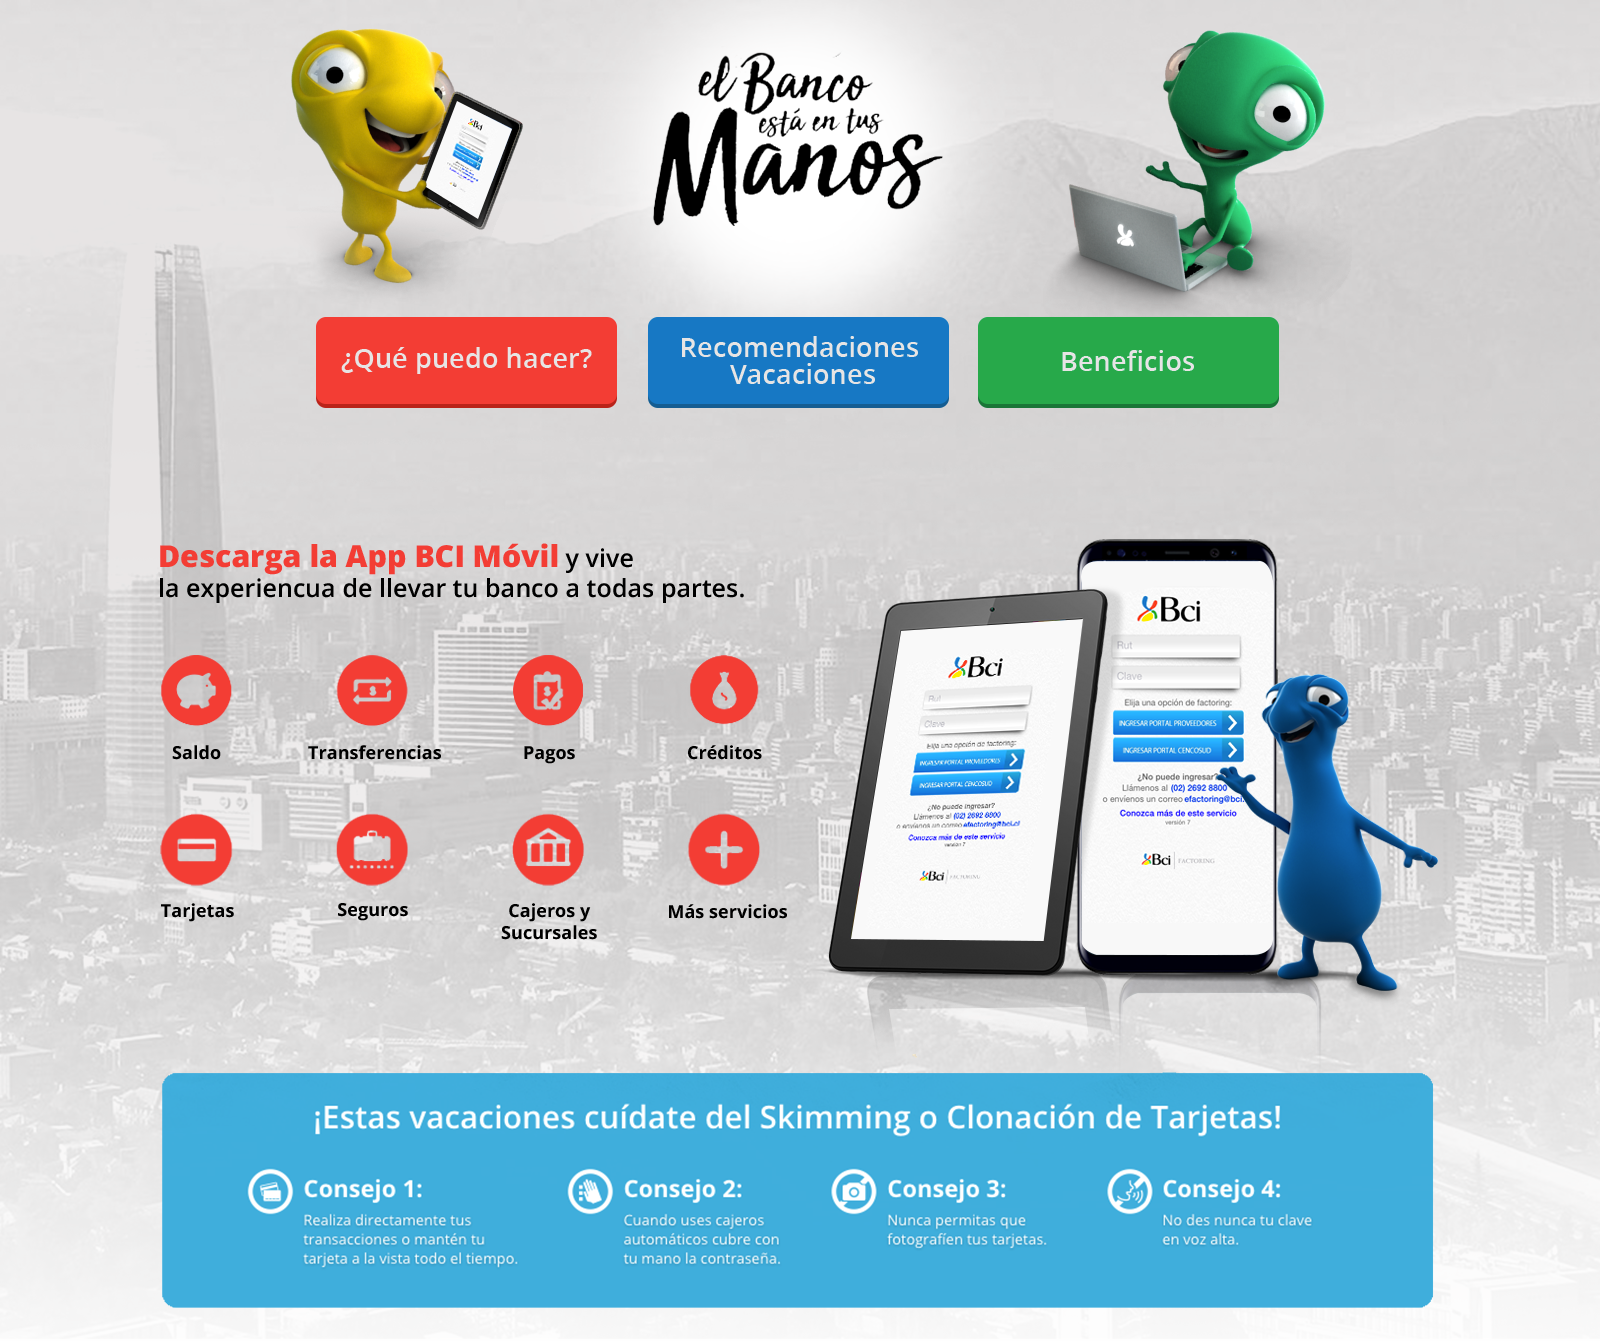 el Banco
está en tus
Manos
Bci
¿Qué puedo hacer?
Recomendaciones
Vacaciones
Beneficios
Descarga la App BCI Móvil y vive
la experiencua de llevar tu banco a todas partes.
Saldo
Transferencias
Pagos
Créditos
Tarjetas
Seguros
Cajeros y
Sucursales
Más servicios
Bci
Rut
Clave
Elija una opción de factoring:
INGRESAR PORTAL PROVEEDORES
INGRESAR PORTAL CENCOSUD
¿No puede ingresar?
Llámenos al (02) 2692 8800
o envíenos un correo efactoring@bci.cl
Conozca más de este servicio
versión 7
Bci FACTORING
Bci
Rut
Clave
Elija una opción de factoring:
INGRESAR PORTAL PROVEEDORES
INGRESAR PORTAL CENCOSUD
¿No puede ingresar?
Llámenos al (02) 2692 8800
o envíenos un correo efactoring@bci.
Conozca más de este servicio
versión 7
Bci FACTORING
¡Estas vacaciones cuídate del Skimming o Clonación de Tarjetas!
Consejo 1:
Realiza directamente tus
transacciones o mantén tu
tarjeta a la vista todo el tiempo.
Consejo 2:
Cuando uses cajeros
automáticos cubre con
tu mano la contraseña.
Consejo 3:
Nunca permitas que
fotografíen tus tarjetas.
Consejo 4:
No des nunca tu clave
en voz alta.